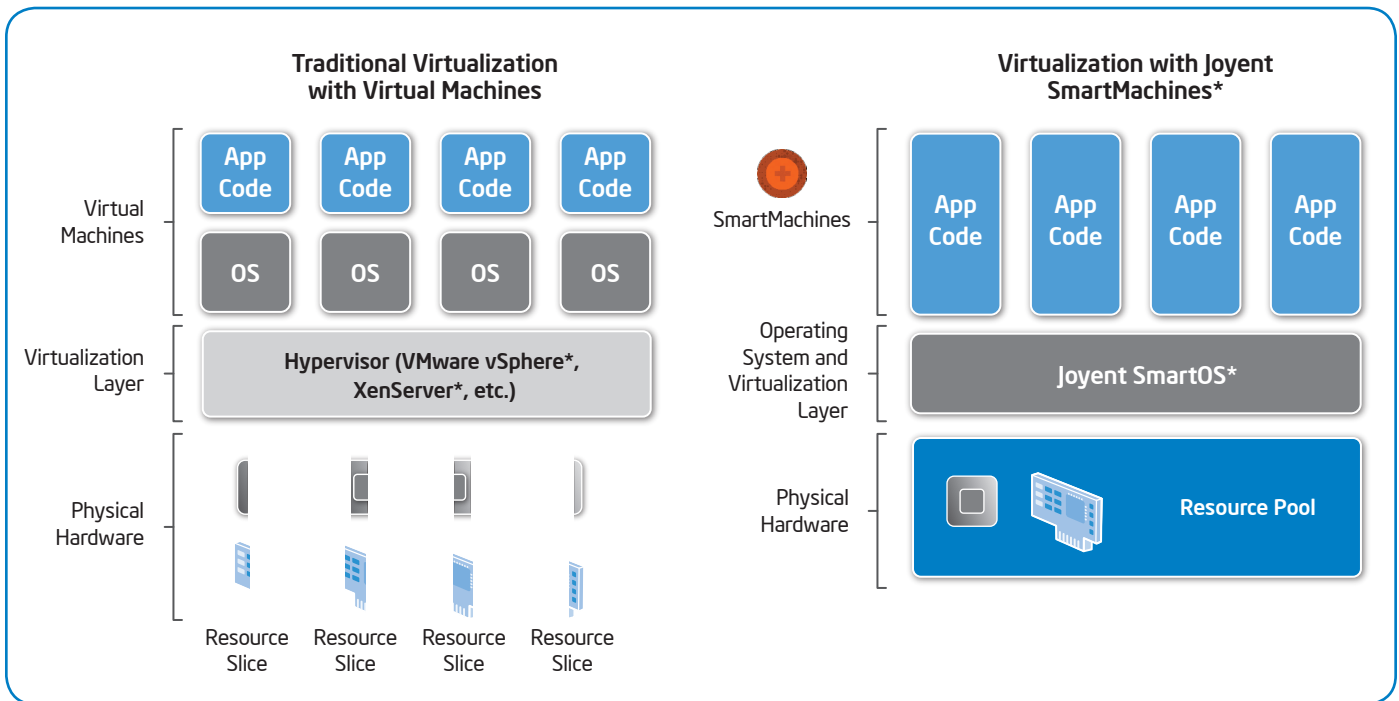 Traditional Virtualization
with Virtual Machines
Virtual
Machines
App
Code
App
Code
App
Code
App
Code
OS
OS
OS
OS
Virtualization
Layer
Hypervisor (VMware vSphere*,
XenServer*, etc.)
Physical
Hardware
Resource
Slice
Resource
Slice
Resource
Slice
Resource
Slice
Virtualization with Joyent
SmartMachines*
SmartMachines
App
Code
App
Code
App
Code
App
Code
Operating
System and
Virtualization
Layer
Joyent SmartOS*
Physical
Hardware
Resource Pool